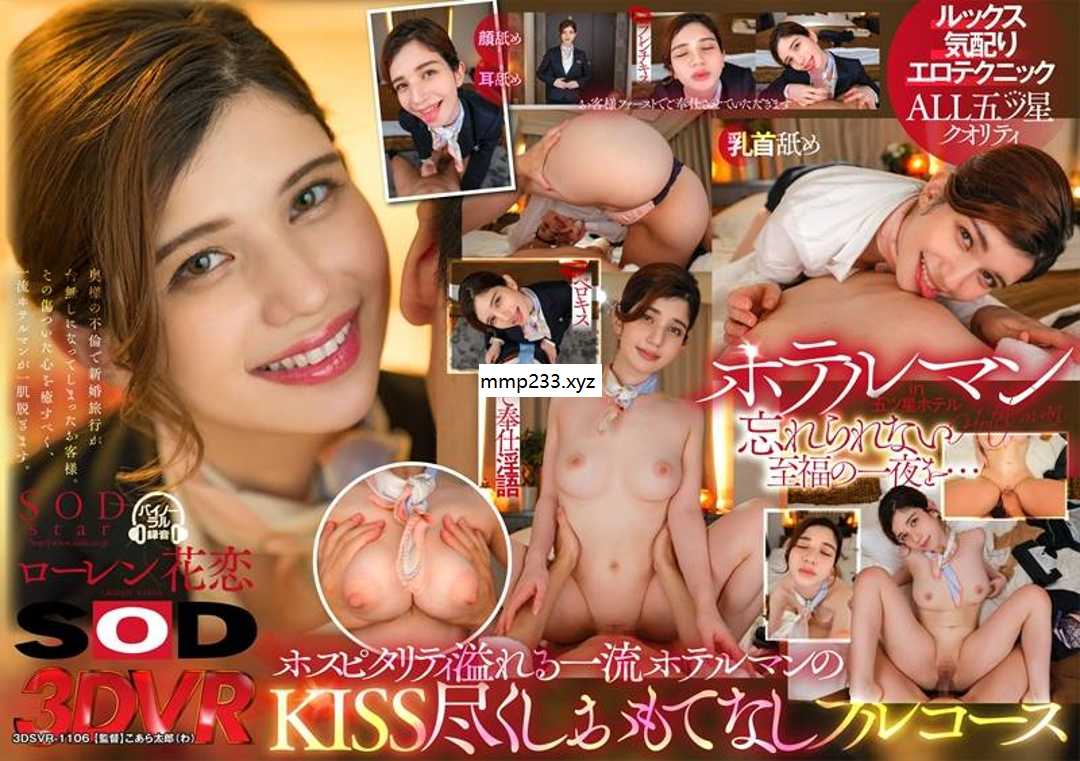 顔舐め
耳舐め
フレンチキス
お客様ファーストでご奉仕させていただきます
ルックス
気配り
エロテクニック
ALL五ツ星
クオリティ
乳首舐め
ベロキス
mmp233.xyz
ご奉仕淫語
ホテルマン
in
五ツ星ホテル
忘れられない
至福の一夜を…
奥様の不倫で新婚旅行が
台無しになってしまったお客様。
その傷ついた心を癒すべく、
一流ホテルマンが一肌脱ぎます。
SOD
star
バイノーラル録音
ローレン花恋
SOD
3DVR
3DSVR-1106【監督】こあら太郎(わ)
ホスピタリティ溢れる一流ホテルマンの
KISS尽くしおもてなしフルコース